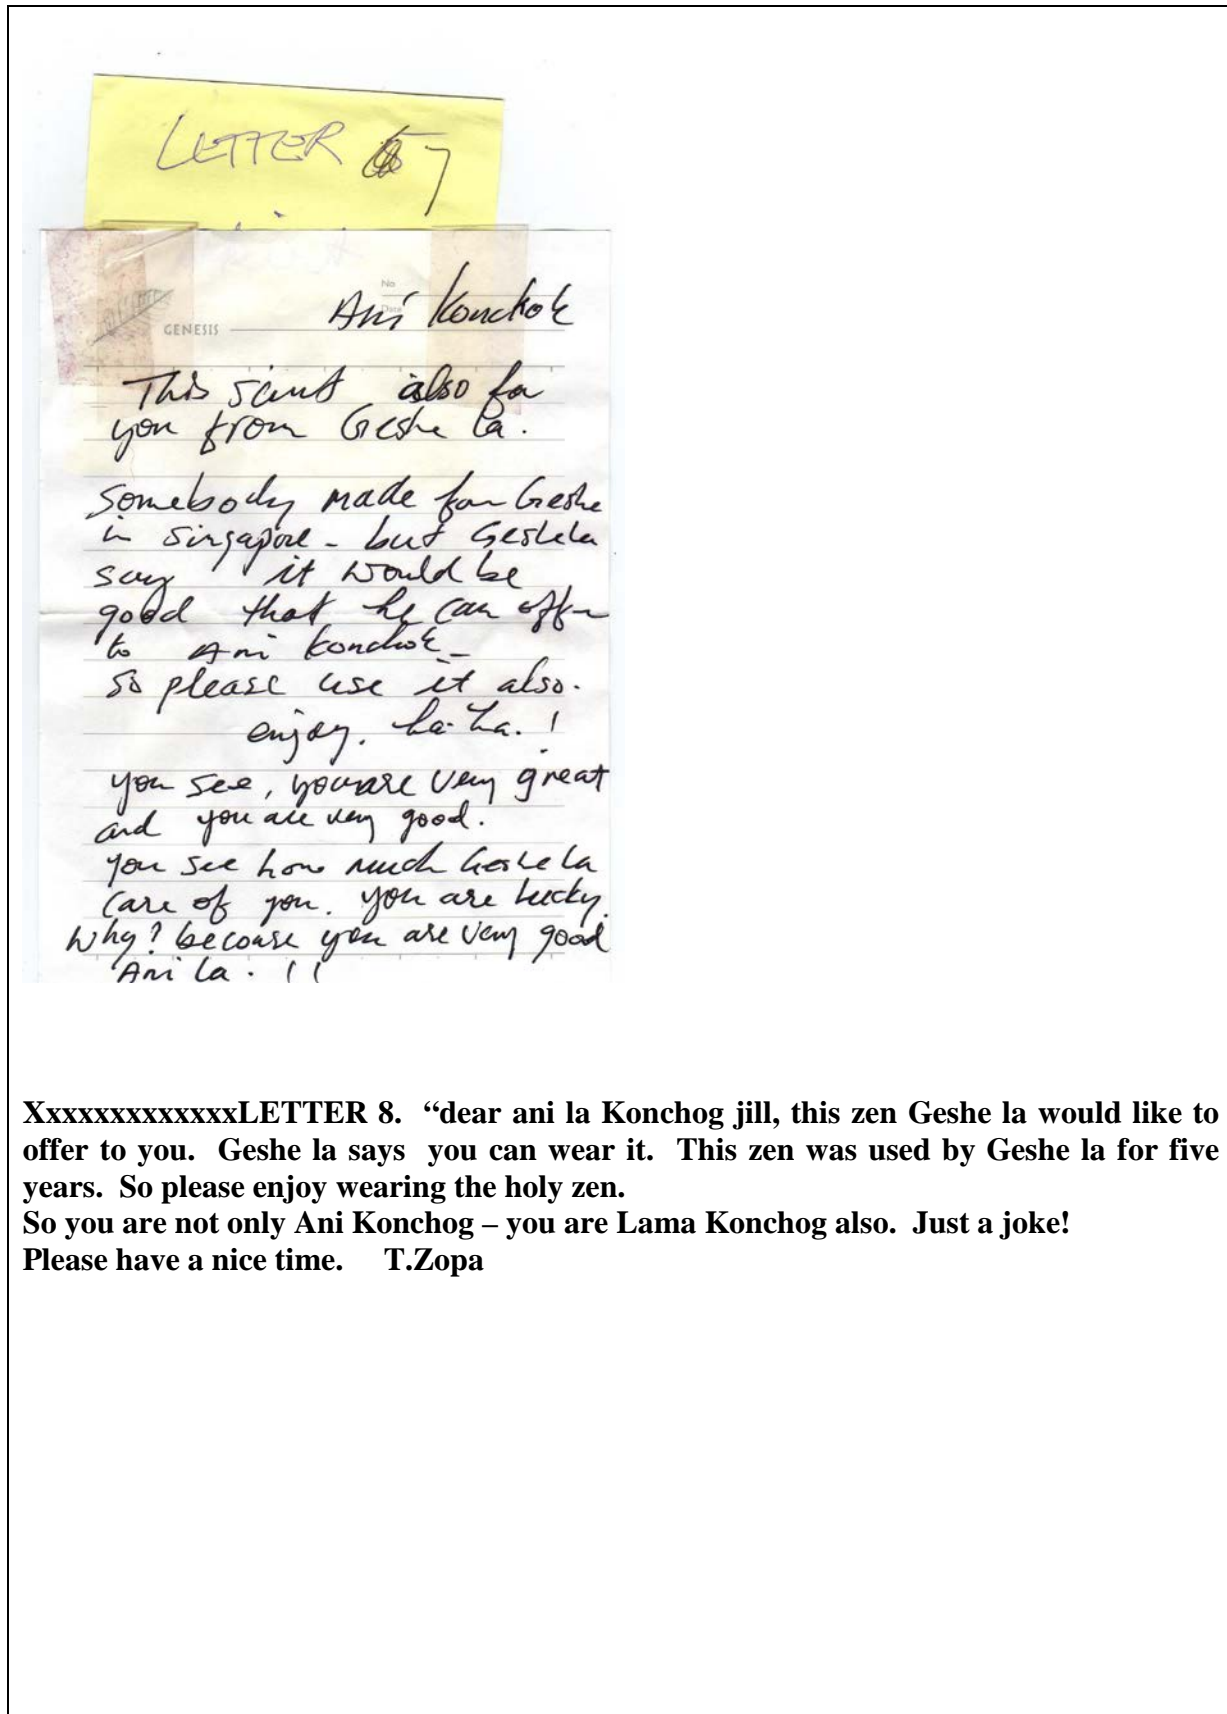 LETTER 7
No
Date
GENESIS
Ani Konchok
This also for
you from Geshe la.
Somebody made for Geshe
in Singapore - but Geshela
say it would be
good that he can offer
to Ani Konchok -
So please use it also.
enjoy. ha-ha. !
you see, you are very great
and you are very good.
you see how much Geshe la
care of you. you are lucky.
Why? becouse you are very good
Ani la . ! !
XxxxxxxxxxxxxLETTER 8. “dear ani la Konchog jill, this zen Geshe la would like to
offer to you. Geshe la says you can wear it. This zen was used by Geshe la for five
years. So please enjoy wearing the holy zen.
So you are not only Ani Konchog – you are Lama Konchog also. Just a joke!
Please have a nice time. T.Zopa